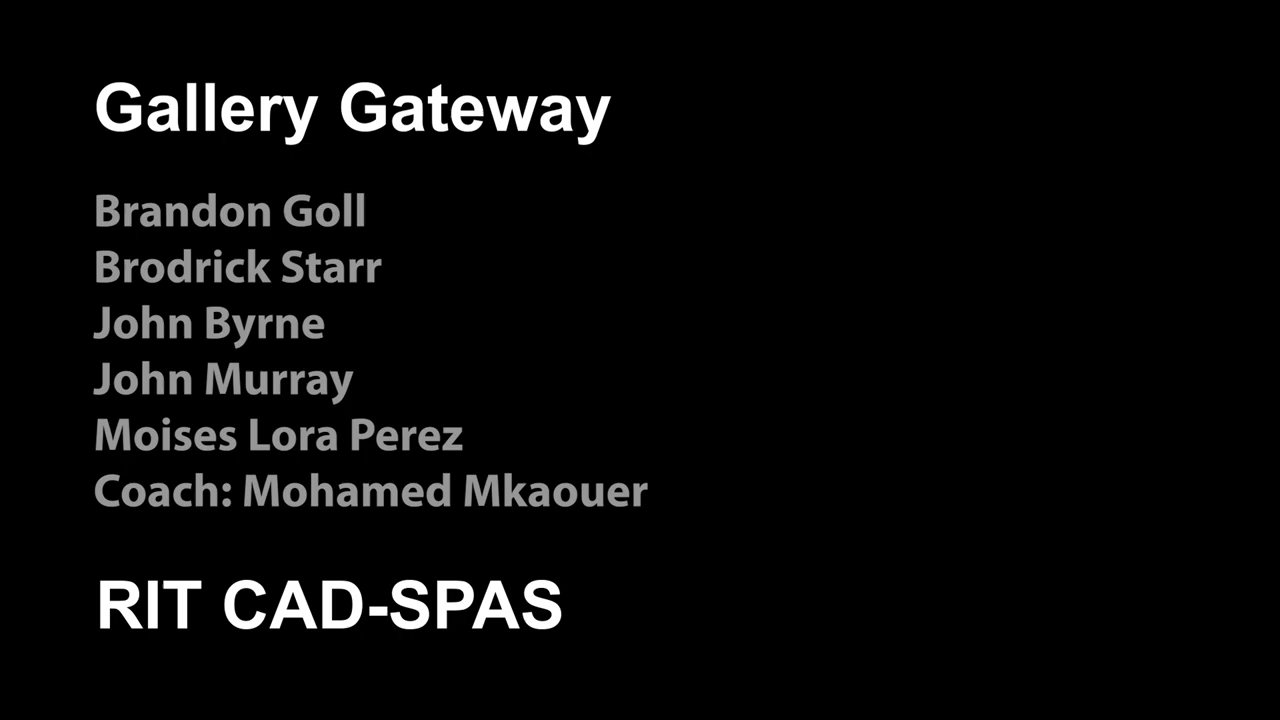 Gallery Gateway
Brandon Goll
Brodrick Starr
John Byrne
John Murray
Moises Lora Perez
Coach: Mohamed Mkaouer
RIT CAD-SPAS